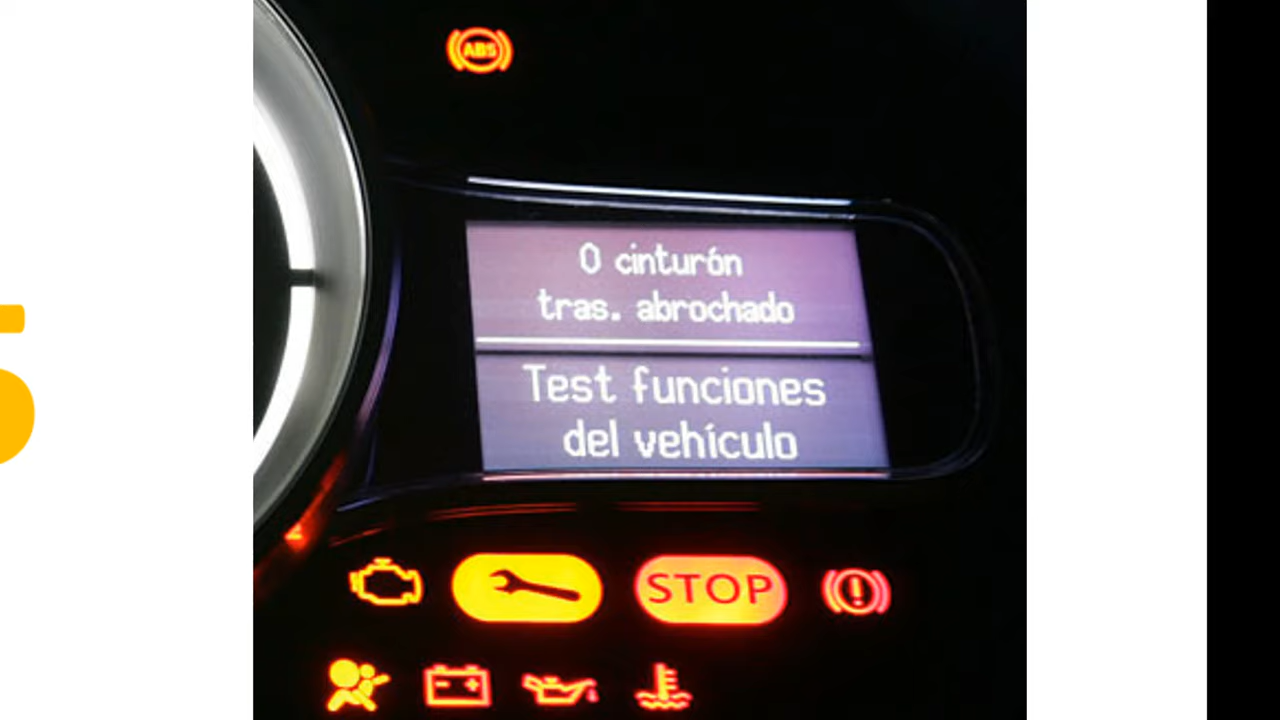 ABS
0 cinturón
tras. abrochado
Test funciones
del vehículo
STOP